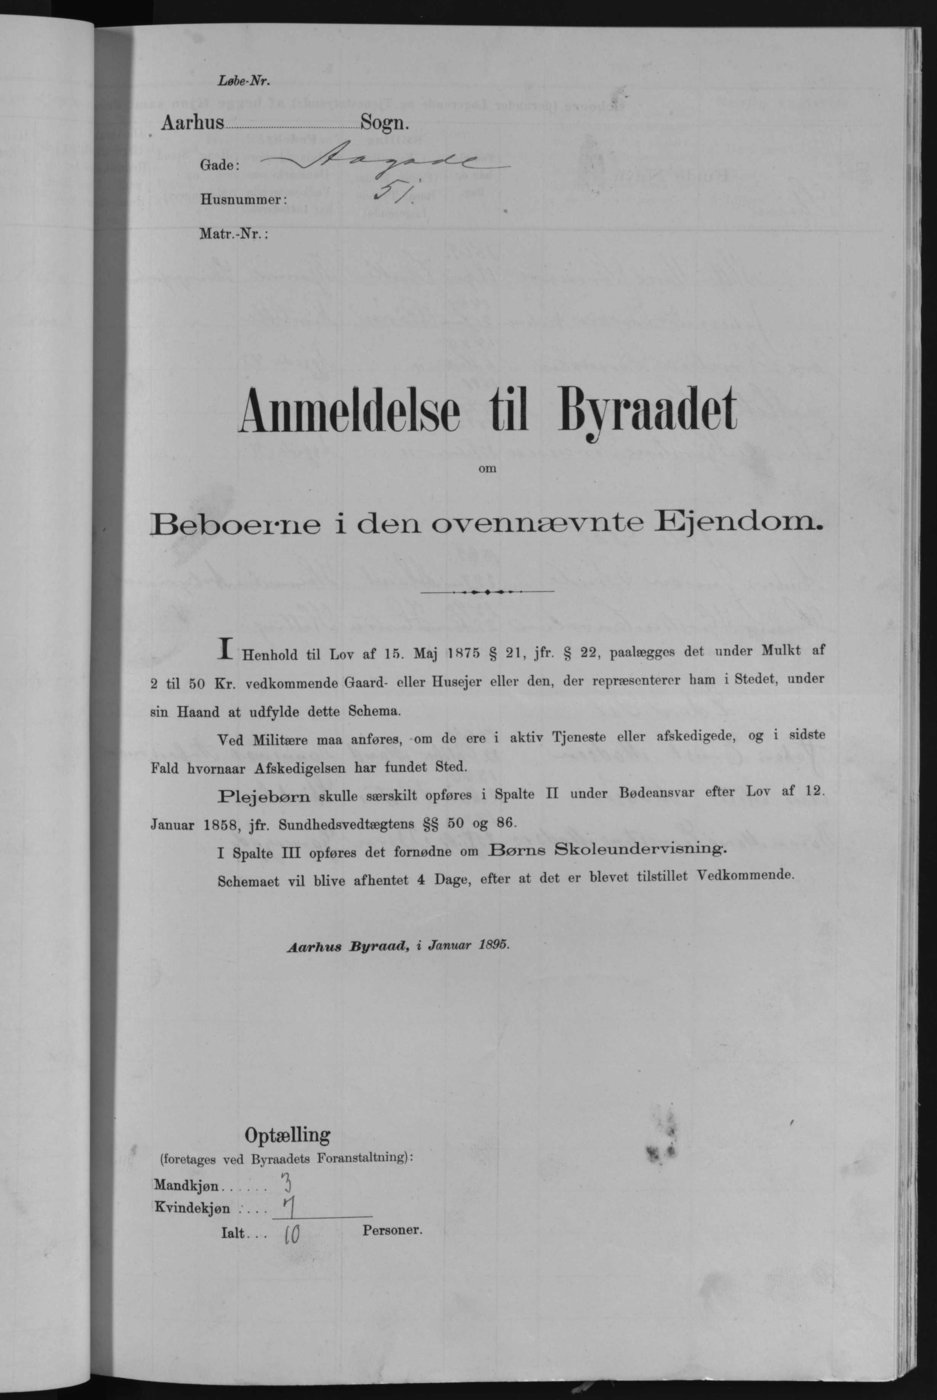 Løbe-Nr.
Aarhus Sogn.
Gade: Aagade
Husnummer: 51.
Matr.-Nr.:
Anmeldelse til Byraadet
om
Beboerne i den ovennævnte Ejendom.
I Henhold til Lov af 15. Maj 1875 § 21, jfr. § 22, paalægges det under Mulkt af
2 til 50 Kr. vedkommende Gaard- eller Husejer eller den, der repræsenterer ham i Stedet, under
sin Haand at udfylde dette Schema.
Ved Militære maa anføres, om de ere i aktiv Tjeneste eller afskedigede, og i sidste
Fald hvornaar Afskedigelsen har fundet Sted.
Plejebørn skulle særskilt opføres i Spalte II under Bødeansvar efter Lov af 12.
Januar 1858, jfr. Sundhedsvedtægtens §§ 50 og 86.
I Spalte III opføres det fornødne om Børns Skoleundervisning.
Schemaet vil blive afhentet 4 Dage, efter at det er blevet tilstillet Vedkommende.
Aarhus Byraad, i Januar 1895.
Optælling
(foretages ved Byraadets Foranstaltning):
Mandkjøn...... 3
Kvindekjøn .... 7
Ialt... 10 Personer.